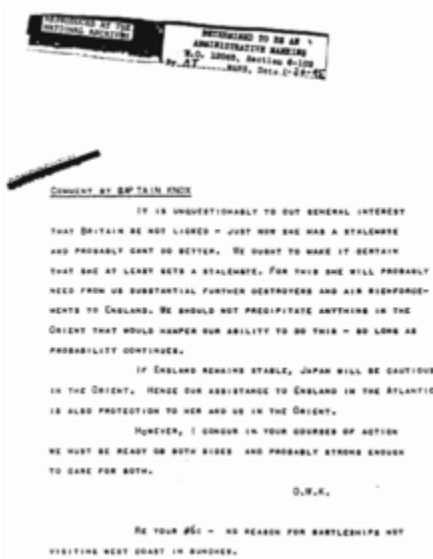 REPRODUCED AT THE
NATIONAL ARCHIVES
DETERMINED TO BE AN
ADMINISTRATIVE MARKING
E.O. 12065, Section 6-102
By NARS, Date
COMMENT BY CAPTAIN KNOX
IT IS UNQUESTIONABLY TO OUT GENERAL INTEREST
THAT BRITAIN BE NOT LICKED - JUST NOW SHE HAS A STALEMATE
AND PROBABLY CANT DO BETTER. WE OUGHT TO MAKE IT CERTAIN
THAT SHE AT LEAST GETS A STALEMATE. FOR THIS SHE WILL PROBABLY
NEED FROM US SUBSTANTIAL FURTHER DESTROYERS AND AIR RIENFORCE-
MENTS TO ENGLAND. WE SHOULD NOT PRECIPITATE ANYTHING IN THE
ORIENT THAT WOULD HAMPER OUR ABILITY TO DO THIS - SO LONG AS
PROBABILITY CONTINUES.
IF ENGLAND REMAINS STABLE, JAPAN WILL BE CAUTIOUS
IN THE ORIENT. HENCE OUR ASSISTANCE TO ENGLAND IN THE ATLANTIC
IS ALSO PROTECTION TO HER AND US IN THE ORIENT.
HOWEVER, I CONCUR IN YOUR COURSES OF ACTION
WE MUST BE READY ON BOTH SIDES AND PROBABLY STRONG ENOUGH
TO CARE FOR BOTH.
D.W.K.
RE YOUR - NO REASON FOR BATTLESHIPS NOT
VISITING WEST COAST IN BUNCHES.